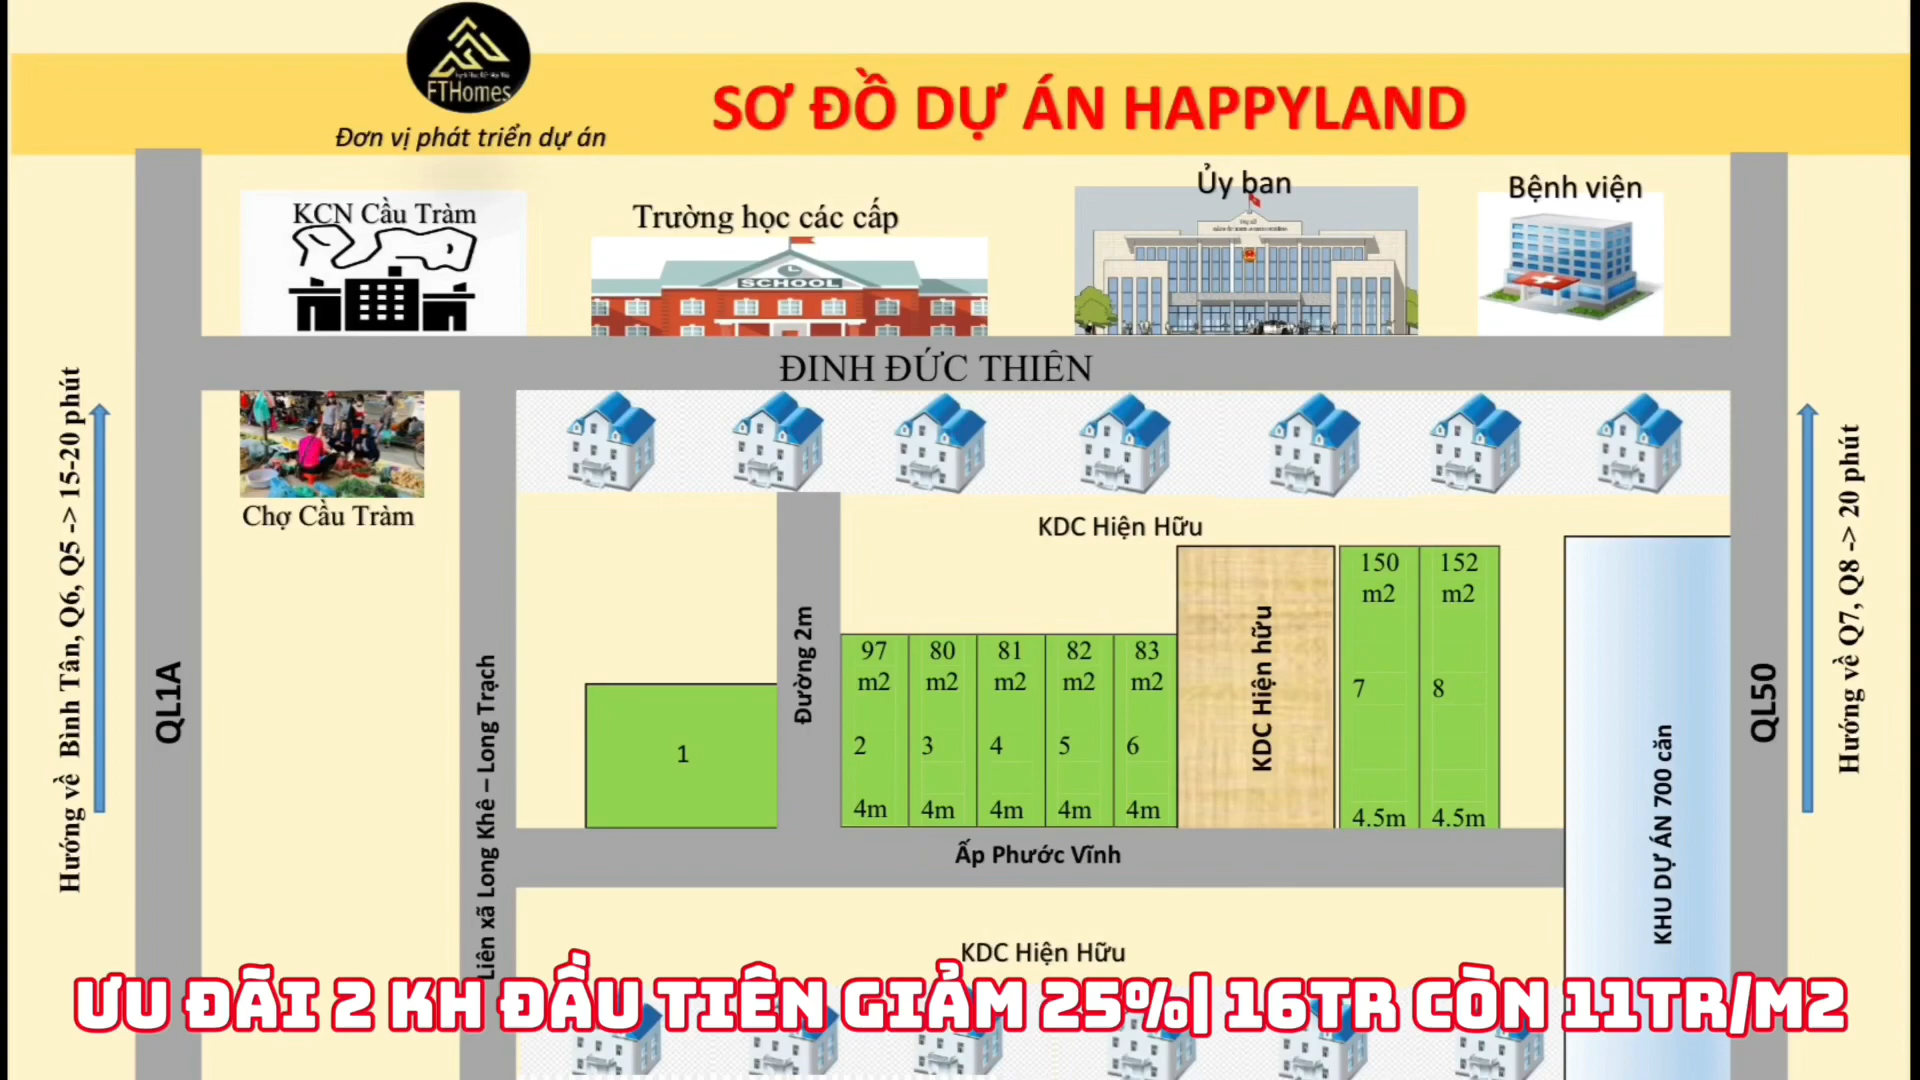 FTHomes
Đơn vị phát triển dự án
SƠ ĐỒ DỰ ÁN HAPPYLAND
KCN Cầu Tràm
Trường học các cấp
SCHOOL
Ủy ban
Bệnh viện
ĐINH ĐỨC THIỆN
Chợ Cầu Tràm
Hướng về Bình Tân, Q6, Q5 -> 15-20 phút
QL1A
Liên xã Long Khê – Long Trạch
KDC Hiện Hữu
Đường 2m
1
97 m2
2
4m
80 m2
3
4m
81 m2
4
4m
82 m2
5
4m
83 m2
6
4m
KDC Hiện hữu
150 m2
7
4.5m
152 m2
8
4.5m
KHU DỰ ÁN 700 căn
QL50
Hướng về Q7, Q8 -> 20 phút
Ấp Phước Vĩnh
KDC Hiện Hữu
ƯU ĐÃI 2 KH ĐẦU TIÊN GIẢM 25%| 16TR CÒN 11TR/M2